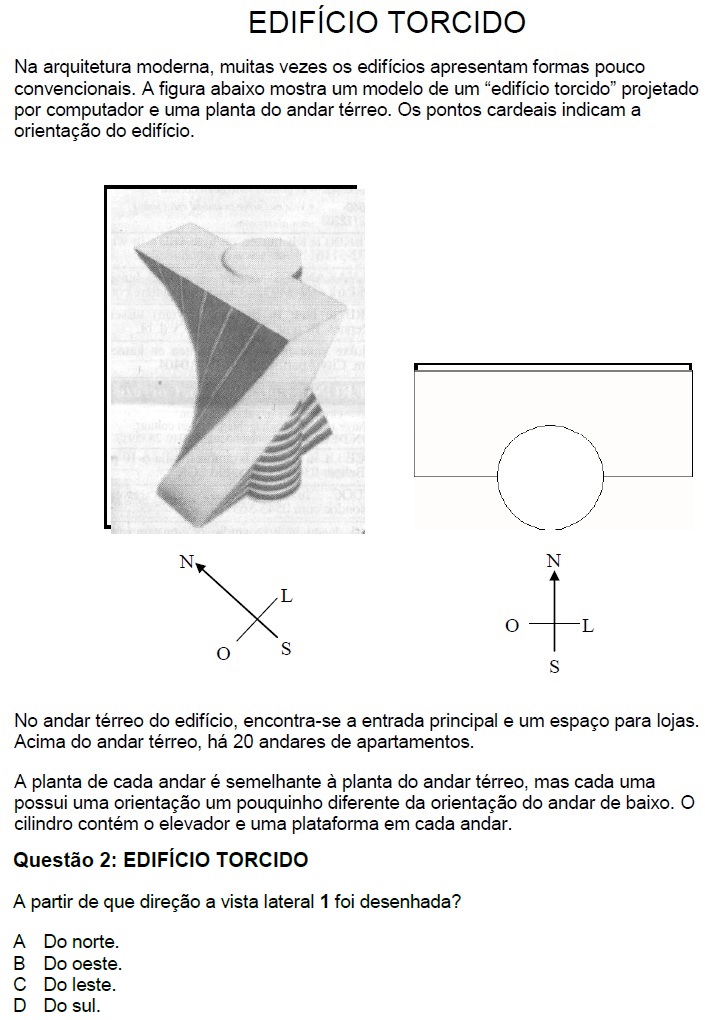 EDIFÍCIO TORCIDO
Na arquitetura moderna, muitas vezes os edifícios apresentam formas pouco
convencionais. A figura abaixo mostra um modelo de um “edifício torcido” projetado
por computador e uma planta do andar térreo. Os pontos cardeais indicam a
orientação do edifício.
N
L
O
S
N
O
L
S
No andar térreo do edifício, encontra-se a entrada principal e um espaço para lojas.
Acima do andar térreo, há 20 andares de apartamentos.
A planta de cada andar é semelhante à planta do andar térreo, mas cada uma
possui uma orientação um pouquinho diferente da orientação do andar de baixo. O
cilindro contém o elevador e uma plataforma em cada andar.
Questão 2: EDIFÍCIO TORCIDO
A partir de que direção a vista lateral 1 foi desenhada?
A Do norte.
B Do oeste.
C Do leste.
D Do sul.